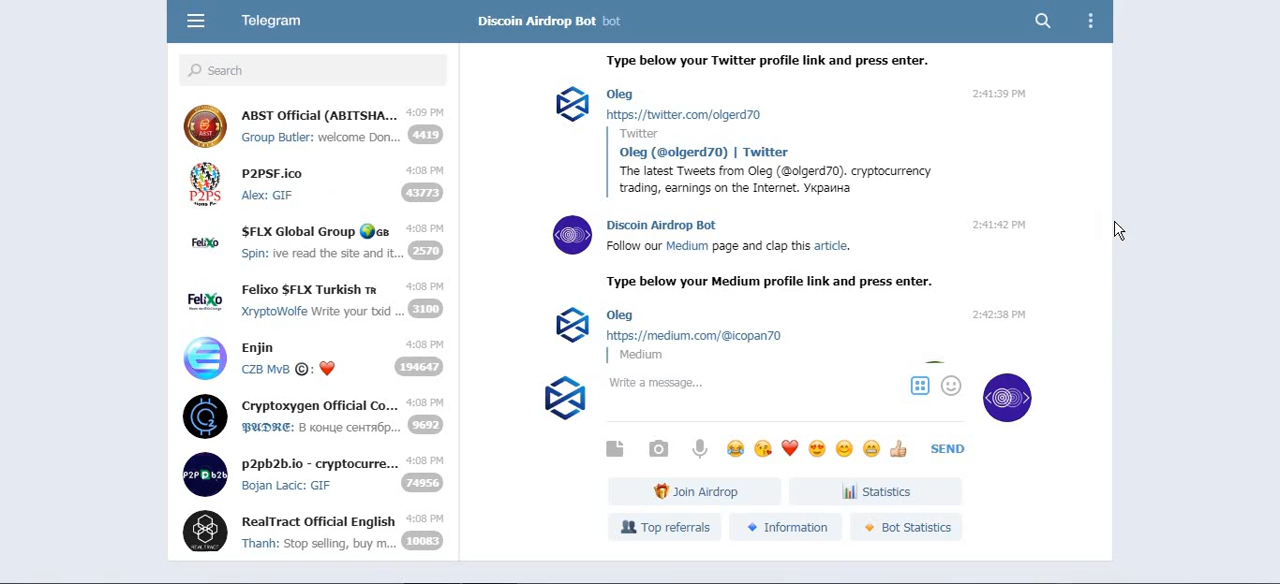 Telegram
Discoin Airdrop Bot bot
Search
ABST Official (ABITSHA... 4:09 PM
Group Butler: welcome Don... 4419
P2PSF.ico 4:08 PM
Alex: GIF 43773
$FLX Global Group 🌍GB 4:08 PM
Spin: ive read the site and it... 2570
Felixo $FLX Turkish TR 4:08 PM
XryptoWolfe Write your txid ... 3100
Enjin 4:08 PM
CZB MvB ©: ❤️ 194647
Cryptoxygen Official Co... 4:08 PM
В конце сентябр... 9692
p2pb2b.io - cryptocurre... 4:08 PM
Bojan Lacic: GIF 74956
RealTract Official English 4:08 PM
Thanh: Stop selling, buy m... 10083
ABST
P2PS
Felixo
Felixo
P2P b2b
REALTRACT
Type below your Twitter profile link and press enter.
Oleg 2:41:39 PM
https://twitter.com/olgerd70
Twitter
Oleg (@olgerd70) | Twitter
The latest Tweets from Oleg (@olgerd70). cryptocurrency
trading, earnings on the Internet. Украина
Discoin Airdrop Bot 2:41:42 PM
Follow our Medium page and clap this article.
Type below your Medium profile link and press enter.
Oleg 2:42:38 PM
https://medium.com/@icopan70
Medium
Write a message...
😂 😘 ❤️ 😍 😊 😁 👍 SEND
🎁 Join Airdrop
📊 Statistics
👥 Top referrals
🔹 Information
🔸 Bot Statistics